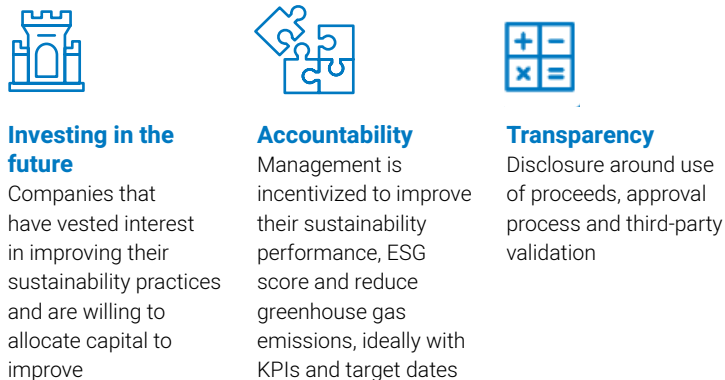 Investing in the
future
Companies that
have vested interest
in improving their
sustainability practices
and are willing to
allocate capital to
improve
Accountability
Management is
incentivized to improve
their sustainability
performance, ESG
score and reduce
greenhouse gas
emissions, ideally with
KPIs and target dates
Transparency
Disclosure around use
of proceeds, approval
process and third-party
validation